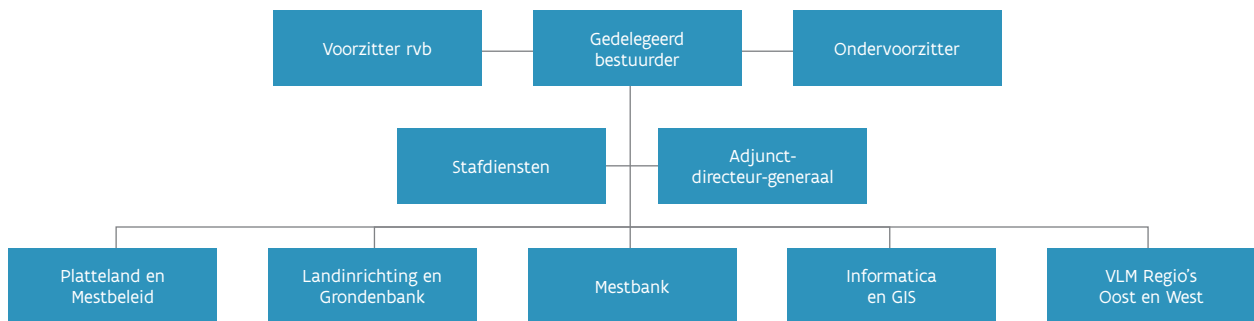 Voorzitter rvb
Gedelegeerd
bestuurder
Ondervoorzitter
Stafdiensten
Adjunct-
directeur-generaal
Platteland en
Mestbeleid
Landinrichting en
Grondenbank
Mestbank
Informatica
en GIS
VLM Regio's
Oost en West